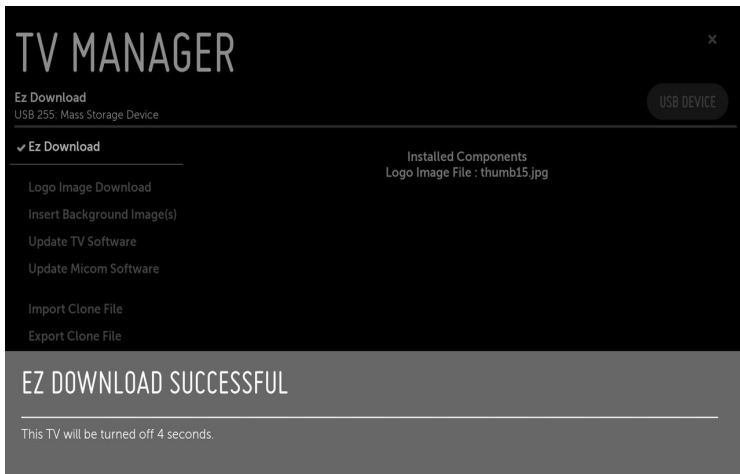 TV MANAGER
×
Ez Download
USB 255: Mass Storage Device
USB DEVICE
✓ Ez Download
Installed Components
Logo Image File : thumb15.jpg
Logo Image Download
Insert Background Image(s)
Update TV Software
Update Micom Software
Import Clone File
Export Clone File
EZ DOWNLOAD SUCCESSFUL
This TV will be turned off 4 seconds.